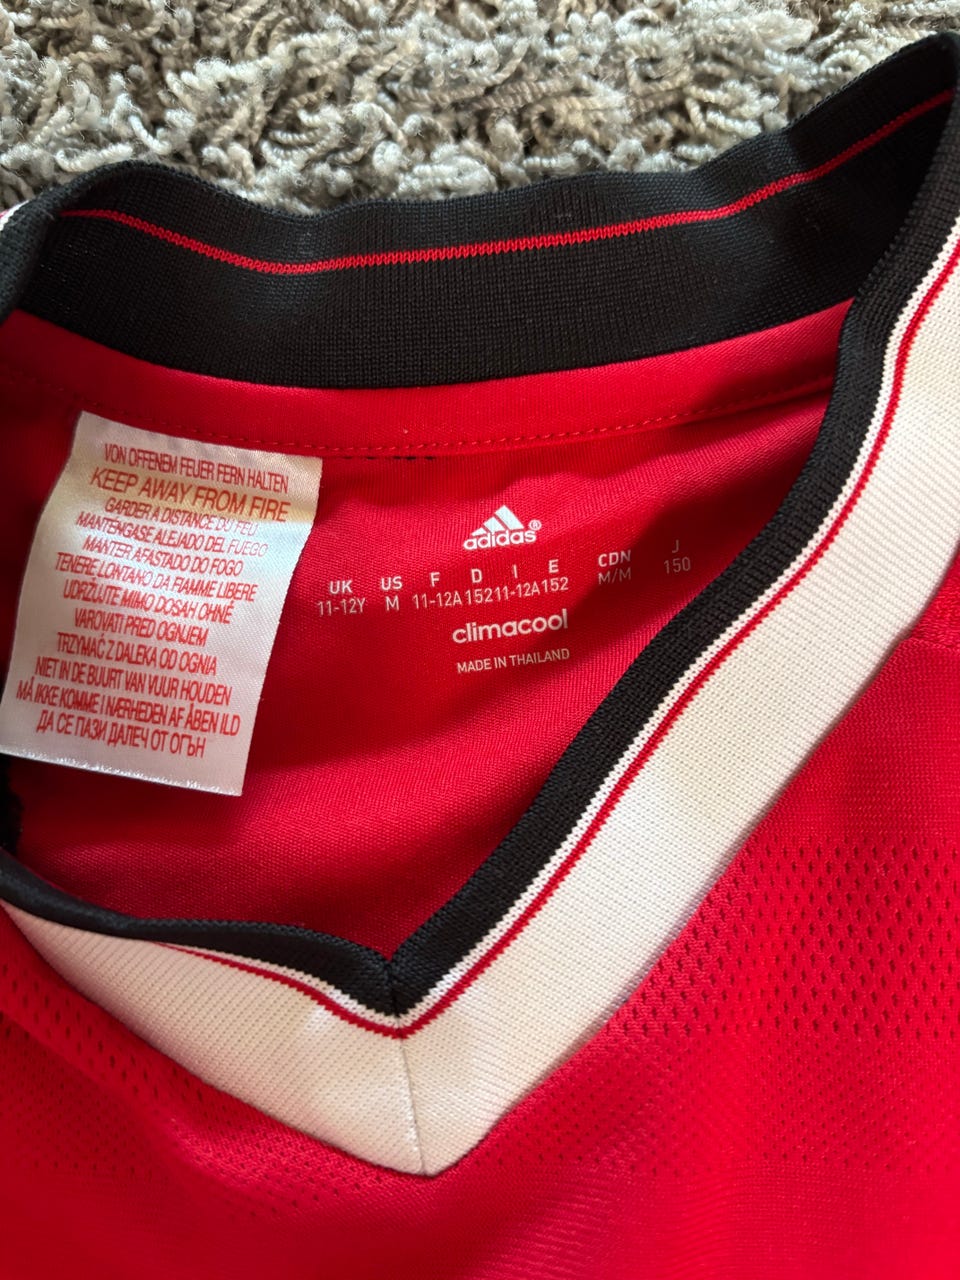 VON OFFENEM FEUER FERN HALTEN
KEEP AWAY FROM FIRE
GARDER A DISTANCE DU FEU
MANTENGASE ALEJADO DEL FUEGO
MANTER AFASTADO DO FOGO
TENERE LONTANO DA FIAMME LIBERE
UDRŽUJTE MIMO DOSAH OHNĚ
VAROVATI PRED OGNJEM
TRZYMAĆ Z DALEKA OD OGNIA
NIET IN DE BUURT VAN VUUR HOUDEN
MÅ IKKE KOMME I NÆRHEDEN AF ÅBEN ILD
ДА СЕ ПАЗИ ДАЛЕЧ ОТ ОГЪН
adidas®
UK US F D I E CDN J
11-12Y M 11-12A 152 11-12A 152 M/M 150
climacool
MADE IN THAILAND